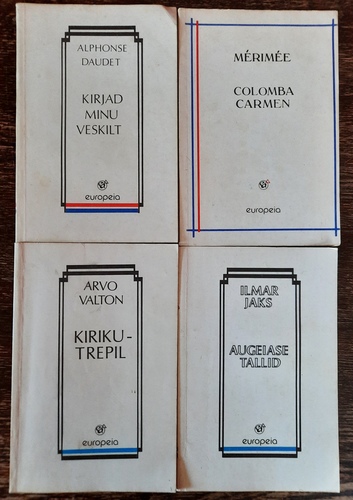 ALPHONSE
DAUDET
KIRJAD
MINU
VESKILT
europeia
MÉRIMÉE
COLOMBA
CARMEN
europeia
ARVO
VALTON
KIRIKU-
TREPIL
europeia
ILMAR
JAKS
AUGEIASE
TALLID
europeia